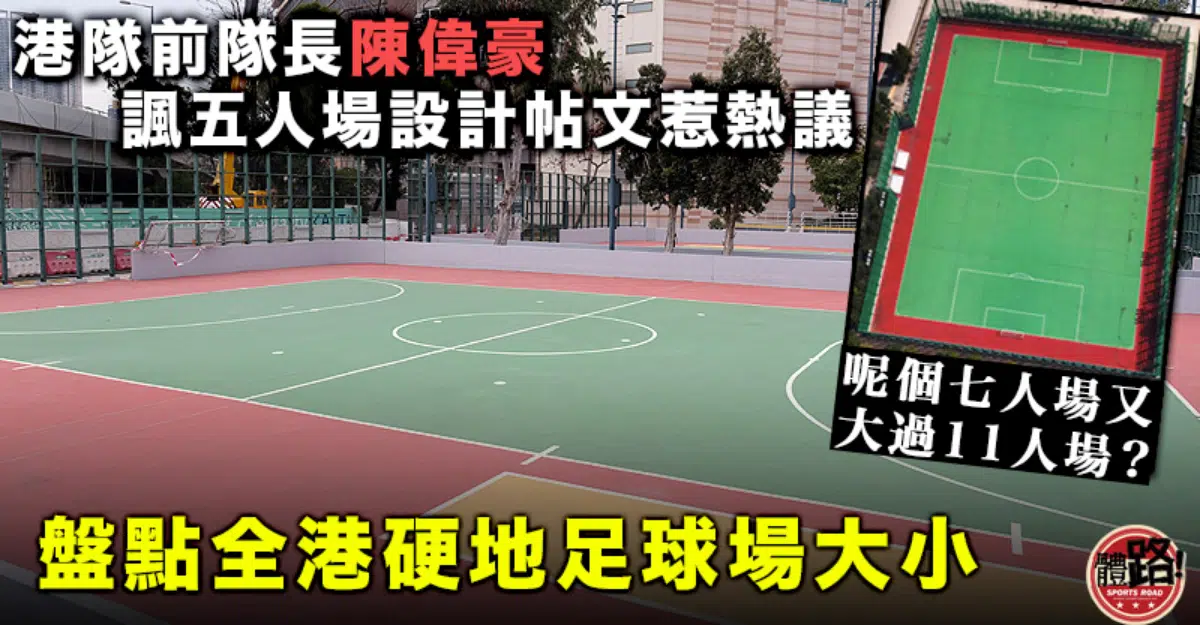 港隊前隊長陳偉豪
諷五人場設計帖文惹熱議
呢個七人場又
大過11人場？
盤點全港硬地足球場大小
體路!
SPORTS ROAD